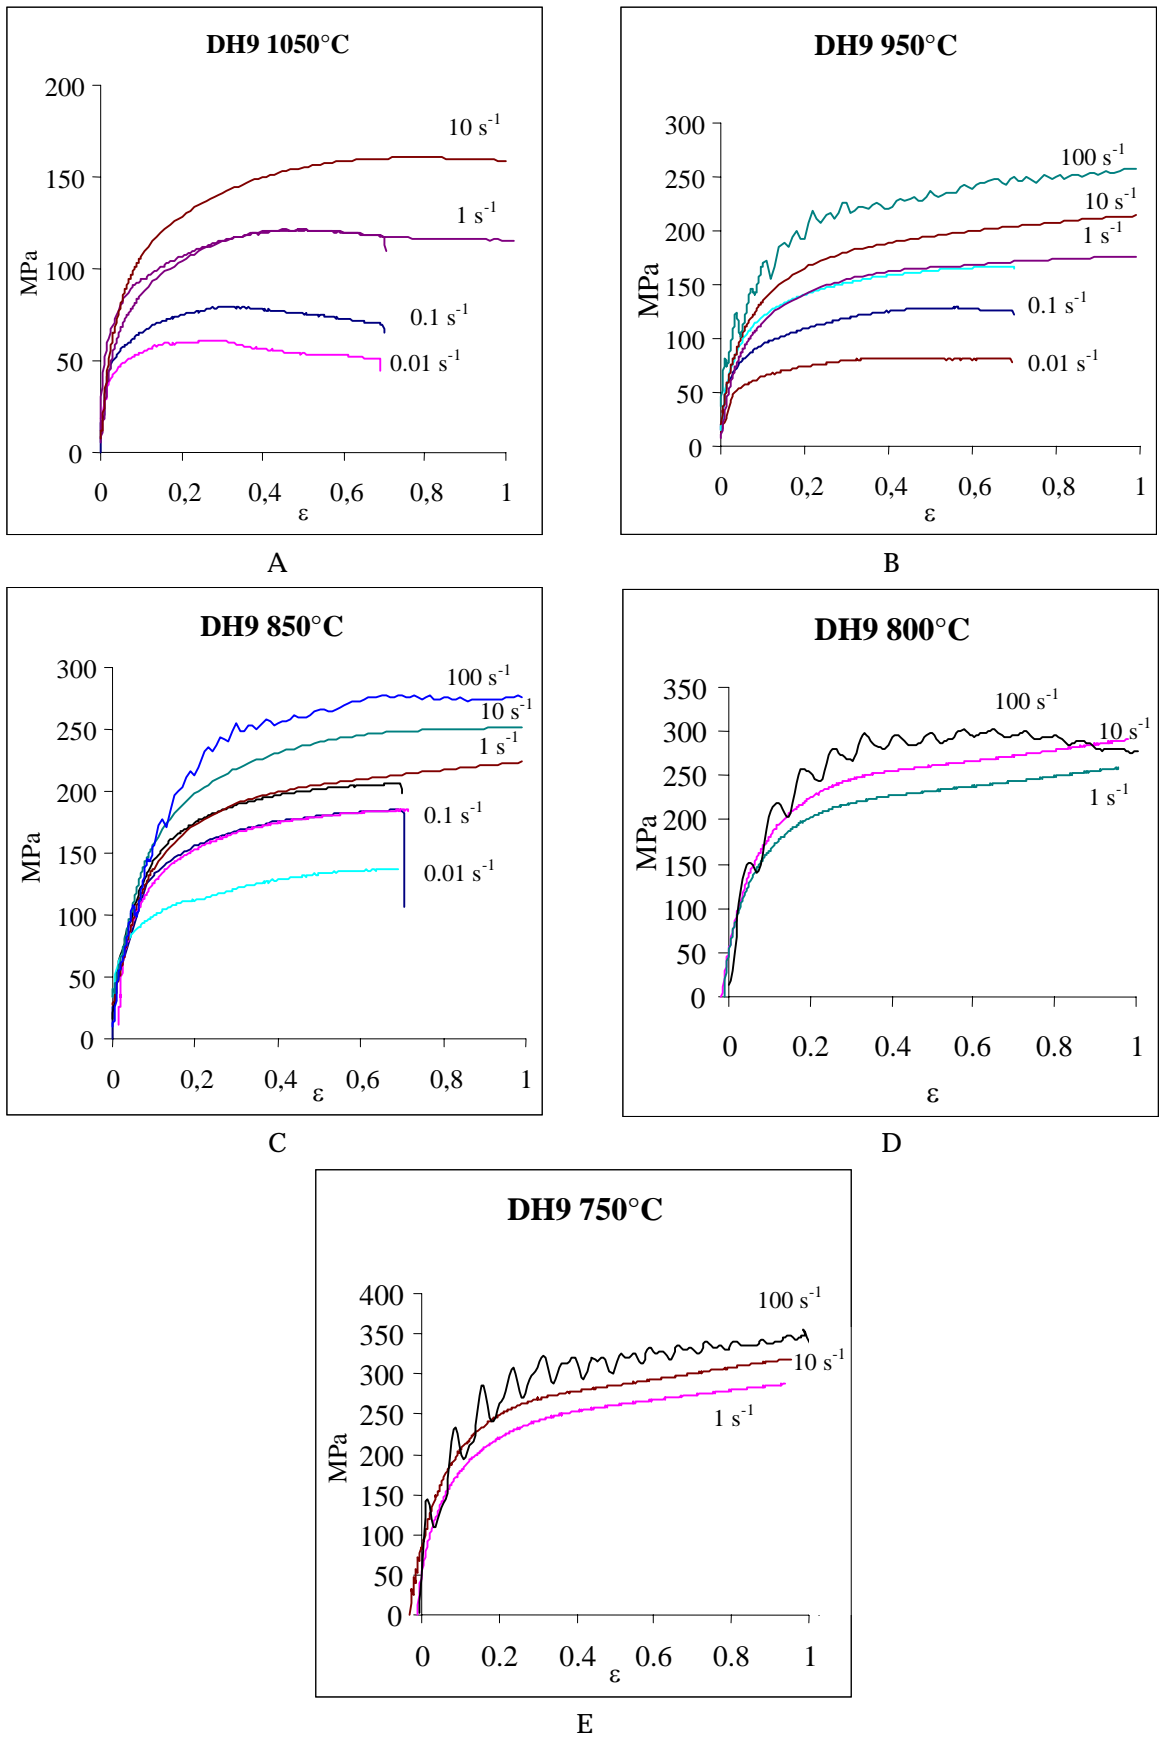 DH9 1050°C
200
150
100
50
0
MPa
10 s-1
1 s-1
0.1 s-1
0.01 s-1
0 0,2 0,4 0,6 0,8 1
ε
A
DH9 950°C
300
250
200
150
100
50
0
MPa
100 s-1
10 s-1
1 s-1
0.1 s-1
0.01 s-1
0 0,2 0,4 0,6 0,8 1
ε
B
DH9 850°C
300
250
200
150
100
50
0
MPa
100 s-1
10 s-1
1 s-1
0.1 s-1
0.01 s-1
0 0,2 0,4 0,6 0,8 1
ε
C
DH9 800°C
350
300
250
200
150
100
50
0
MPa
100 s-1
10 s-1
1 s-1
0 0.2 0.4 0.6 0.8 1
ε
D
DH9 750°C
400
350
300
250
200
150
100
50
0
MPa
100 s-1
10 s-1
1 s-1
0 0.2 0.4 0.6 0.8 1
ε
E